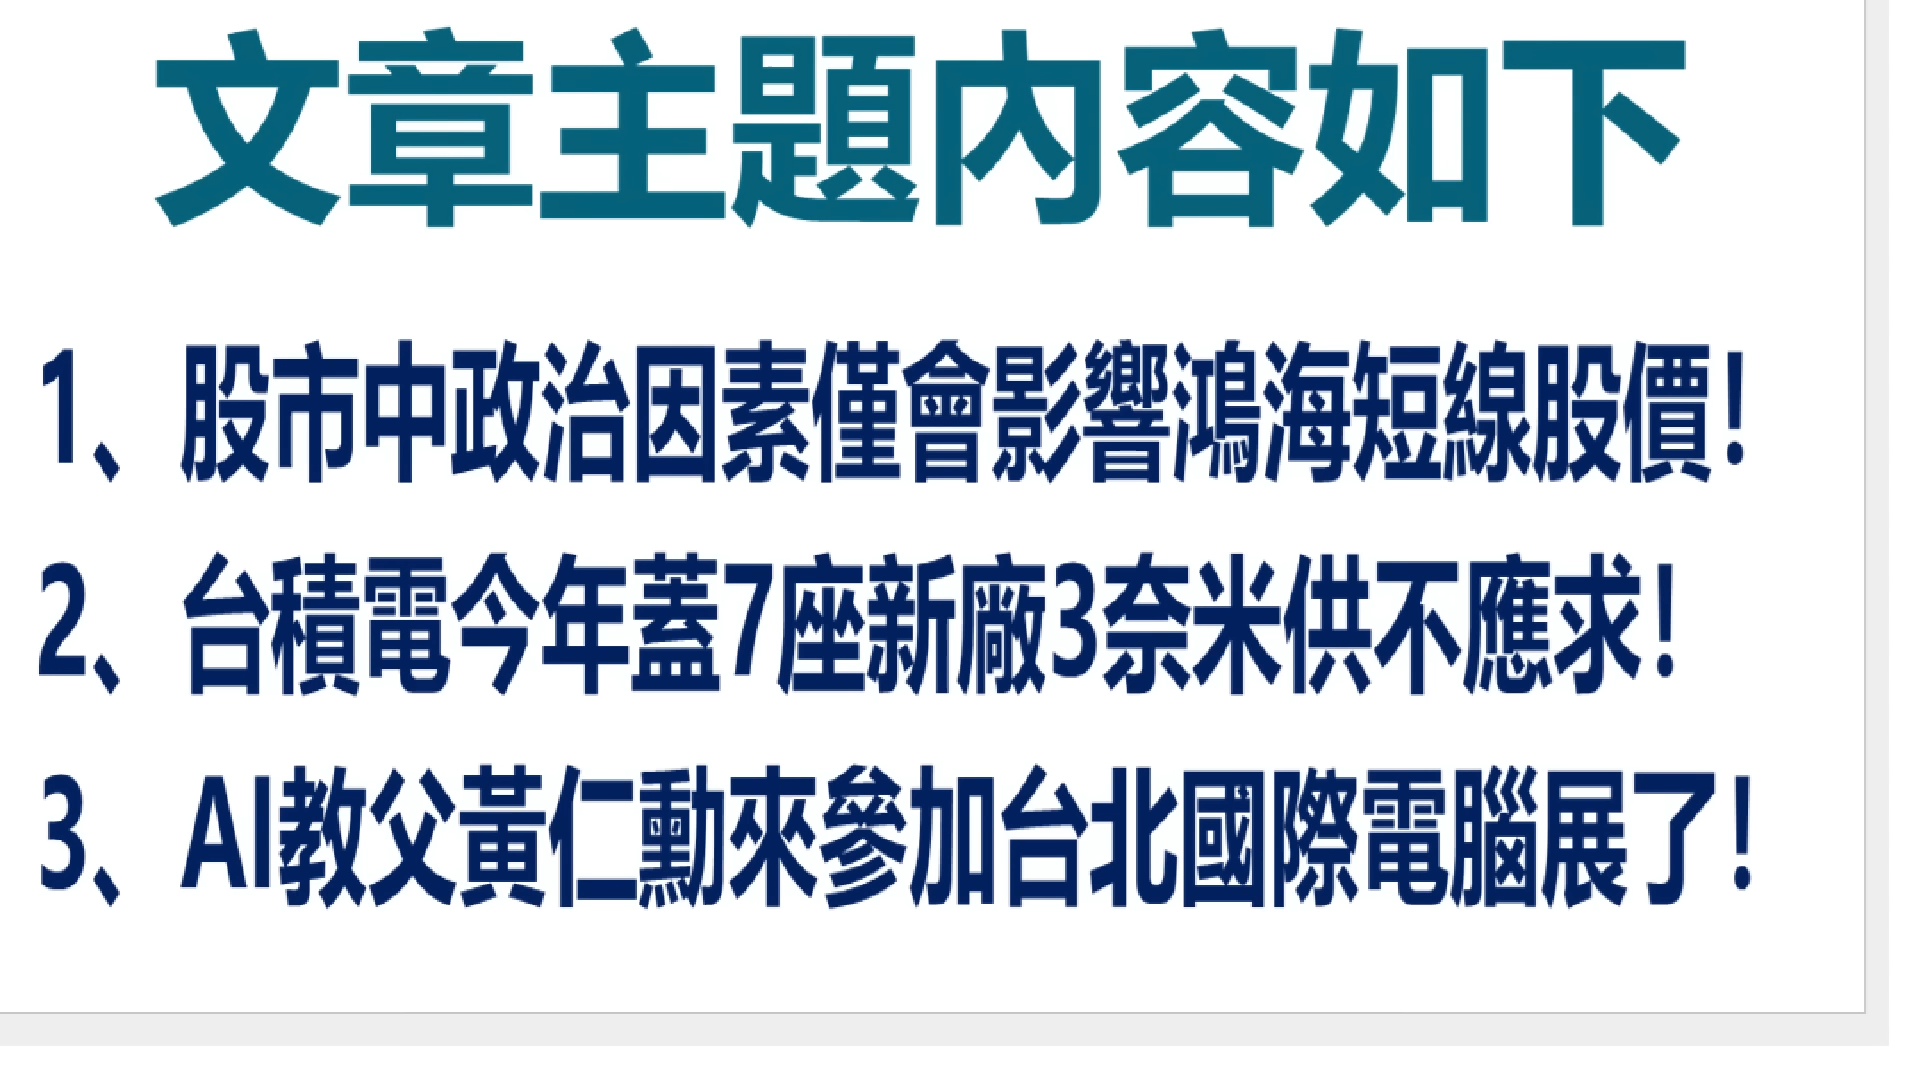 文章主題內容如下
1、股市中政治因素僅會影響鴻海短線股價!
2、台積電今年蓋7座新廠3奈米供不應求!
3、AI教父黃仁勳來參加台北國際電腦展了!